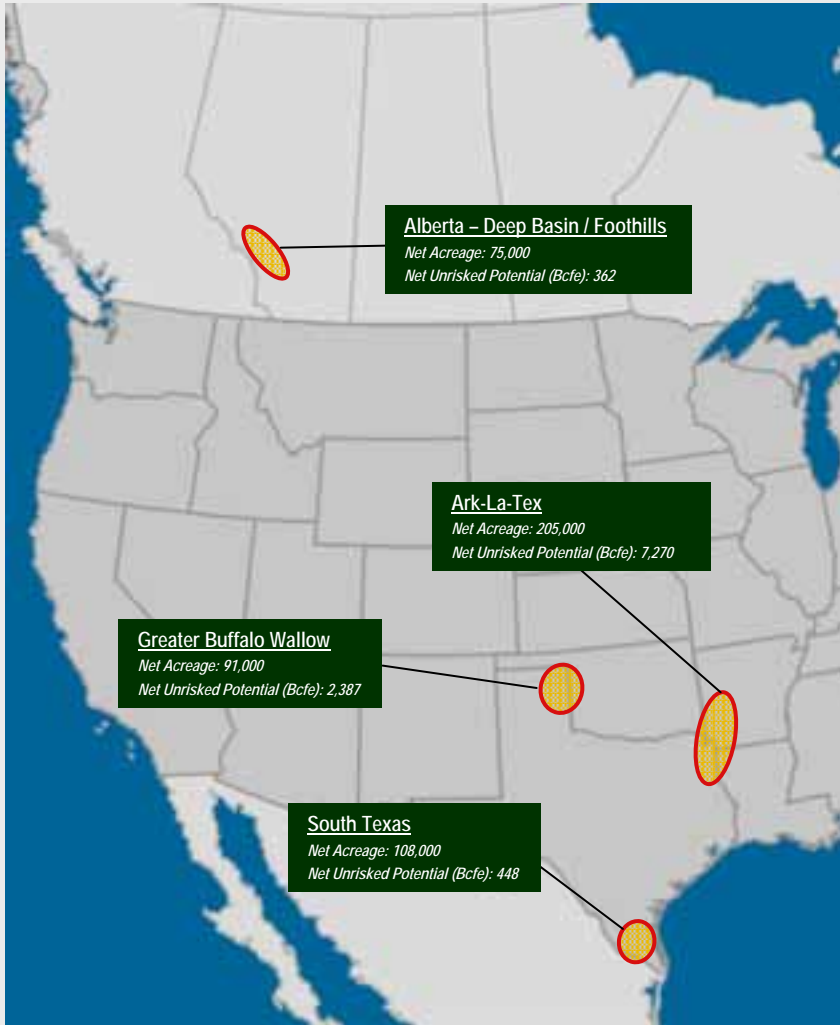 Alberta – Deep Basin / Foothills
Net Acreage: 75,000
Net Unrisked Potential (Bcfe): 362
Ark-La-Tex
Net Acreage: 205,000
Net Unrisked Potential (Bcfe): 7,270
Greater Buffalo Wallow
Net Acreage: 91,000
Net Unrisked Potential (Bcfe): 2,387
South Texas
Net Acreage: 108,000
Net Unrisked Potential (Bcfe): 448